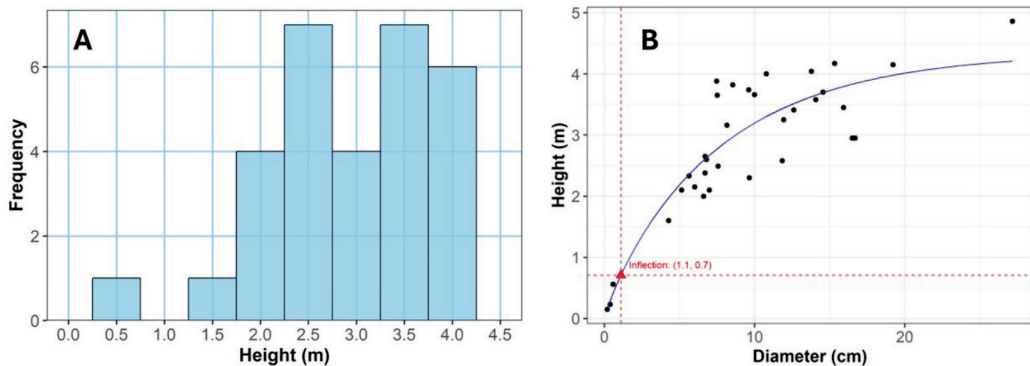 A
Frequency
6
4
2
0
0.0 0.5 1.0 1.5 2.0 2.5 3.0 3.5 4.0 4.5
Height (m)
B
Height (m)
5
4
3
2
1
0
Inflection: (1.1, 0.7)
0 10 20
Diameter (cm)